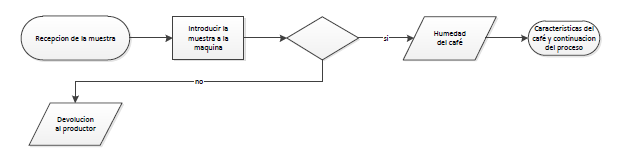 Recepcion de la muestra
Introducir la
muestra a la
maquina
si
Humedad
del café
Caracteristicas del
café y continuacion
del proceso
no
Devolucion
al productor